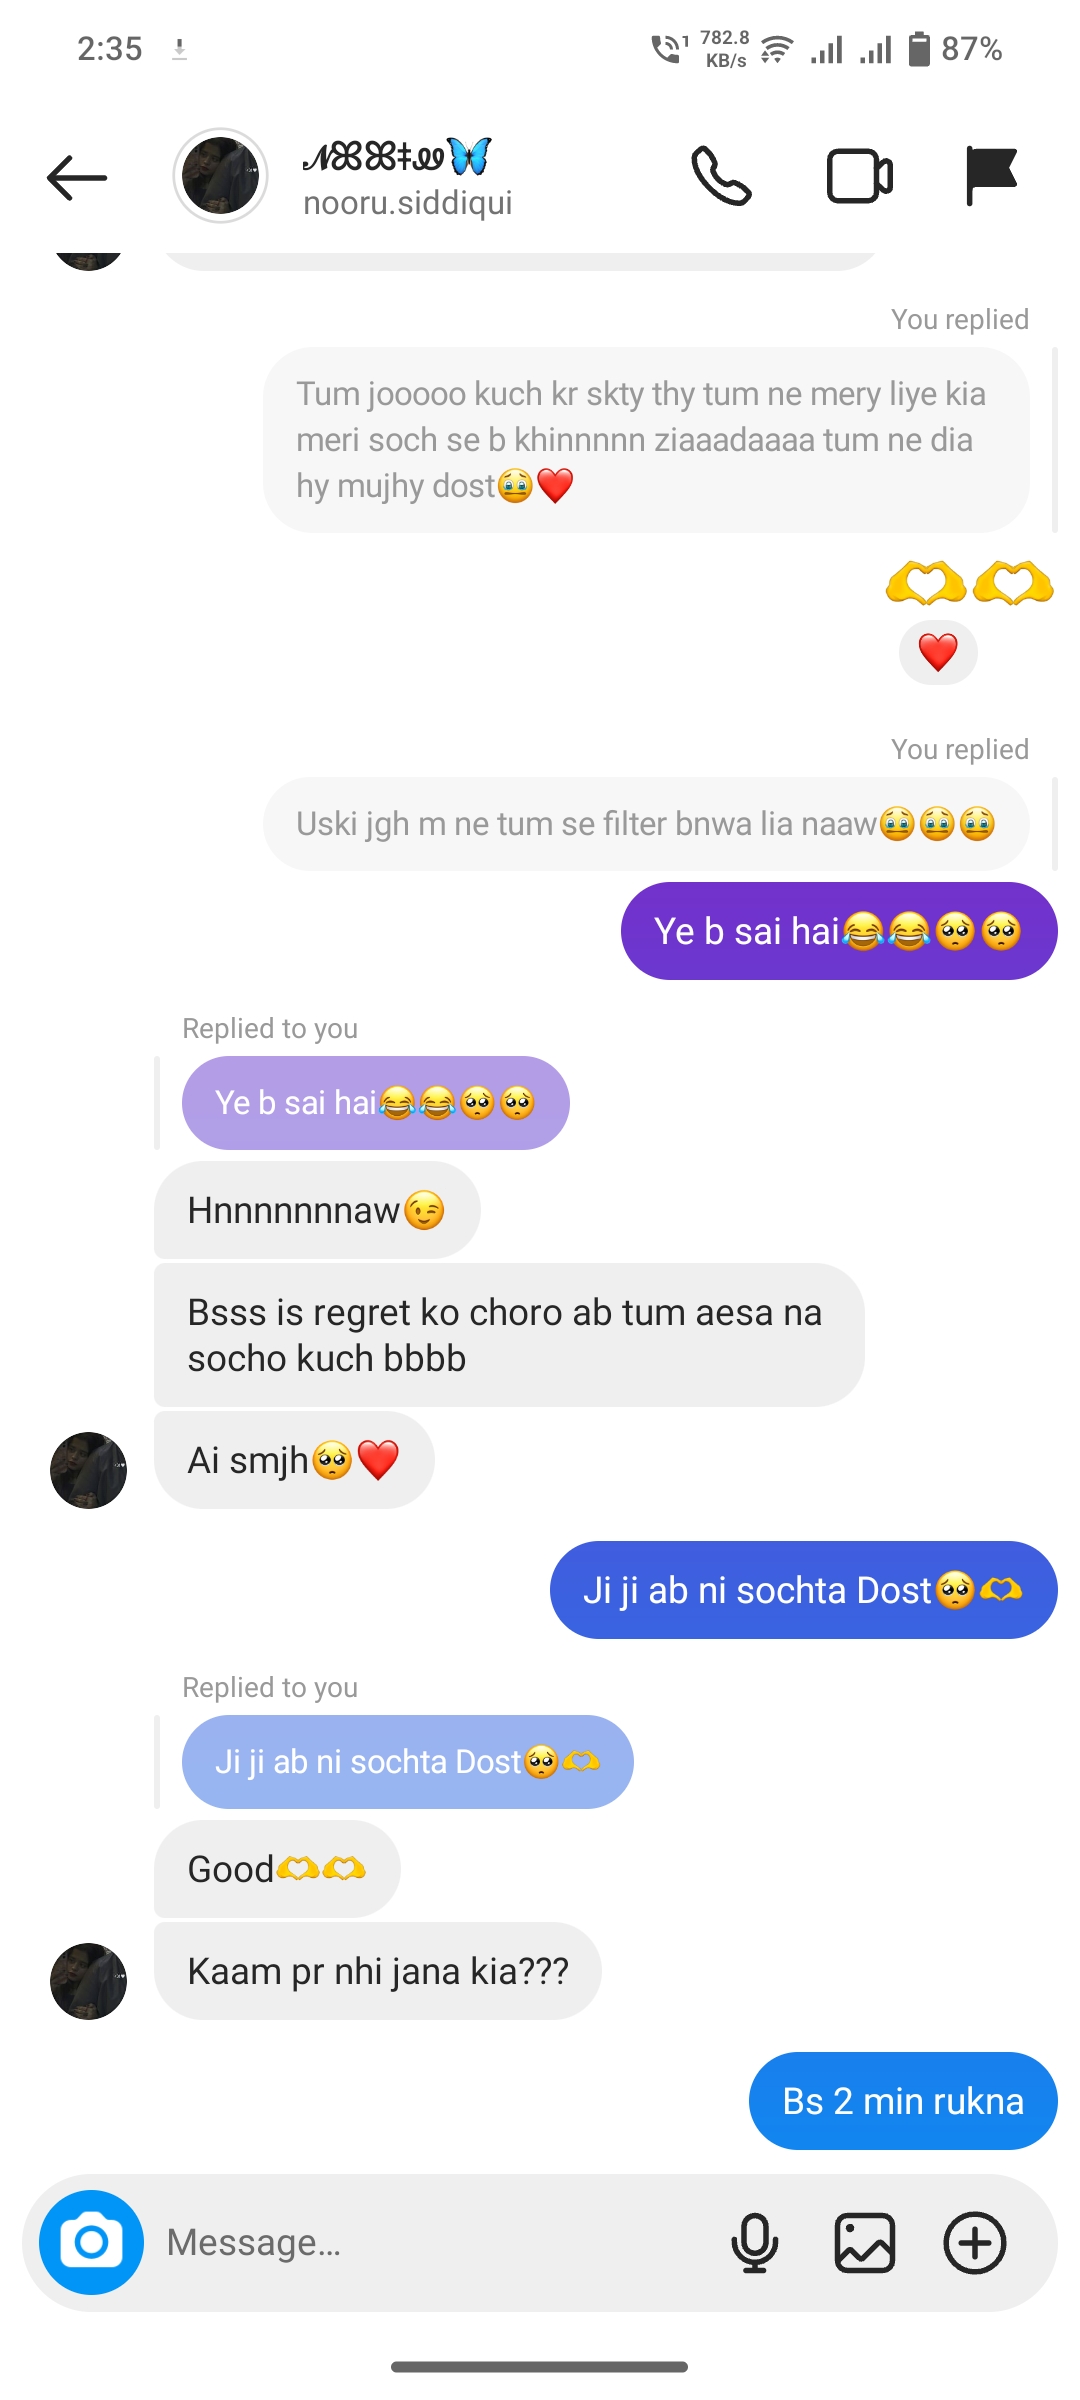 2:35
782.8
KB/s
87%
nooru.siddiqui
You replied
Tum jooooo kuch kr skty thy tum ne mery liye kia
meri soch se b khinnnnn ziaaadaaaa tum ne dia
hy mujhy dost🥹❤️
🫶🫶
❤️
You replied
Uski jgh m ne tum se filter bnwa lia naaw🥹🥹🥹
Ye b sai hai😂😂🥺🥺
Replied to you
Ye b sai hai😂😂🥺🥺
Hnnnnnnnaw😉
Bsss is regret ko choro ab tum aesa na
socho kuch bbbb
Ai smjh🥺❤️
Ji ji ab ni sochta Dost🥺🫶
Replied to you
Ji ji ab ni sochta Dost🥺🫶
Good🫶🫶
Kaam pr nhi jana kia???
Bs 2 min rukna
Message...